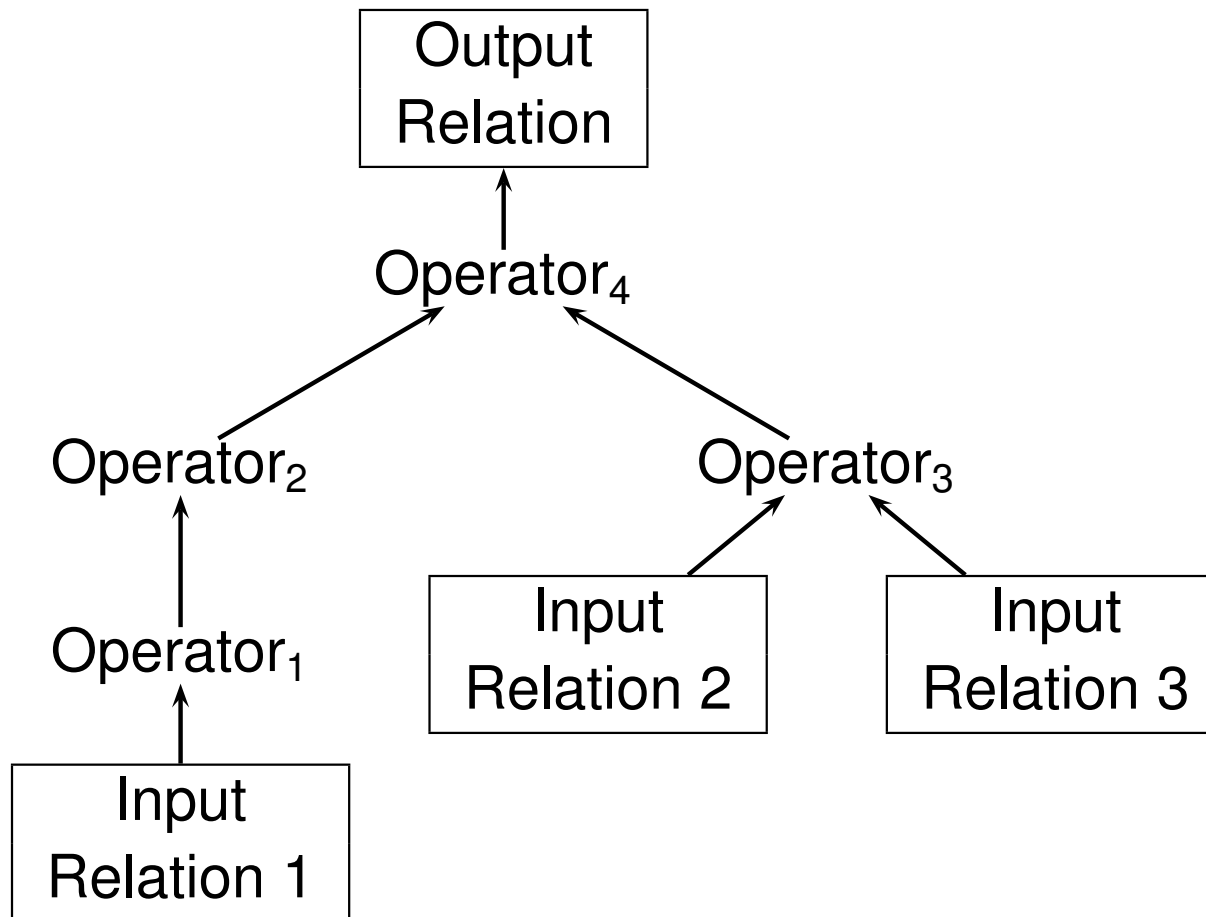 Output
Relation
Operator₄
Operator₂
Operator₃
Input
Relation 2
Input
Relation 3
Operator₁
Input
Relation 1